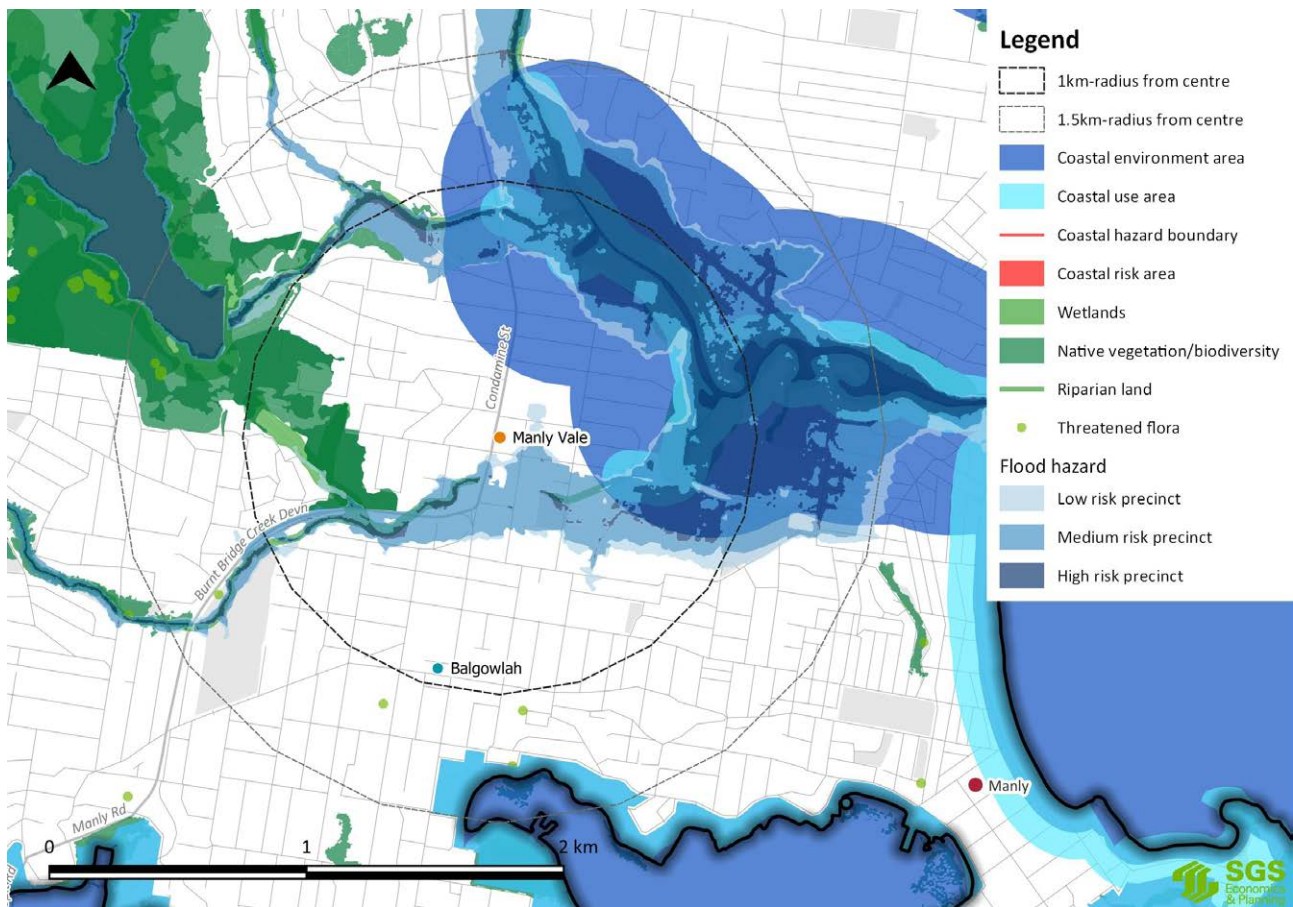 Legend
1km-radius from centre
1.5km-radius from centre
Coastal environment area
Coastal use area
Coastal hazard boundary
Coastal risk area
Wetlands
Native vegetation/biodiversity
Riparian land
Threatened flora
Flood hazard
Low risk precinct
Medium risk precinct
High risk precinct
Condamine St
Manly Vale
Burnt Bridge Creek Devn
Balgowlah
Manly
Manly Rd
0
1
2 km
SGS
Economics
& Planning